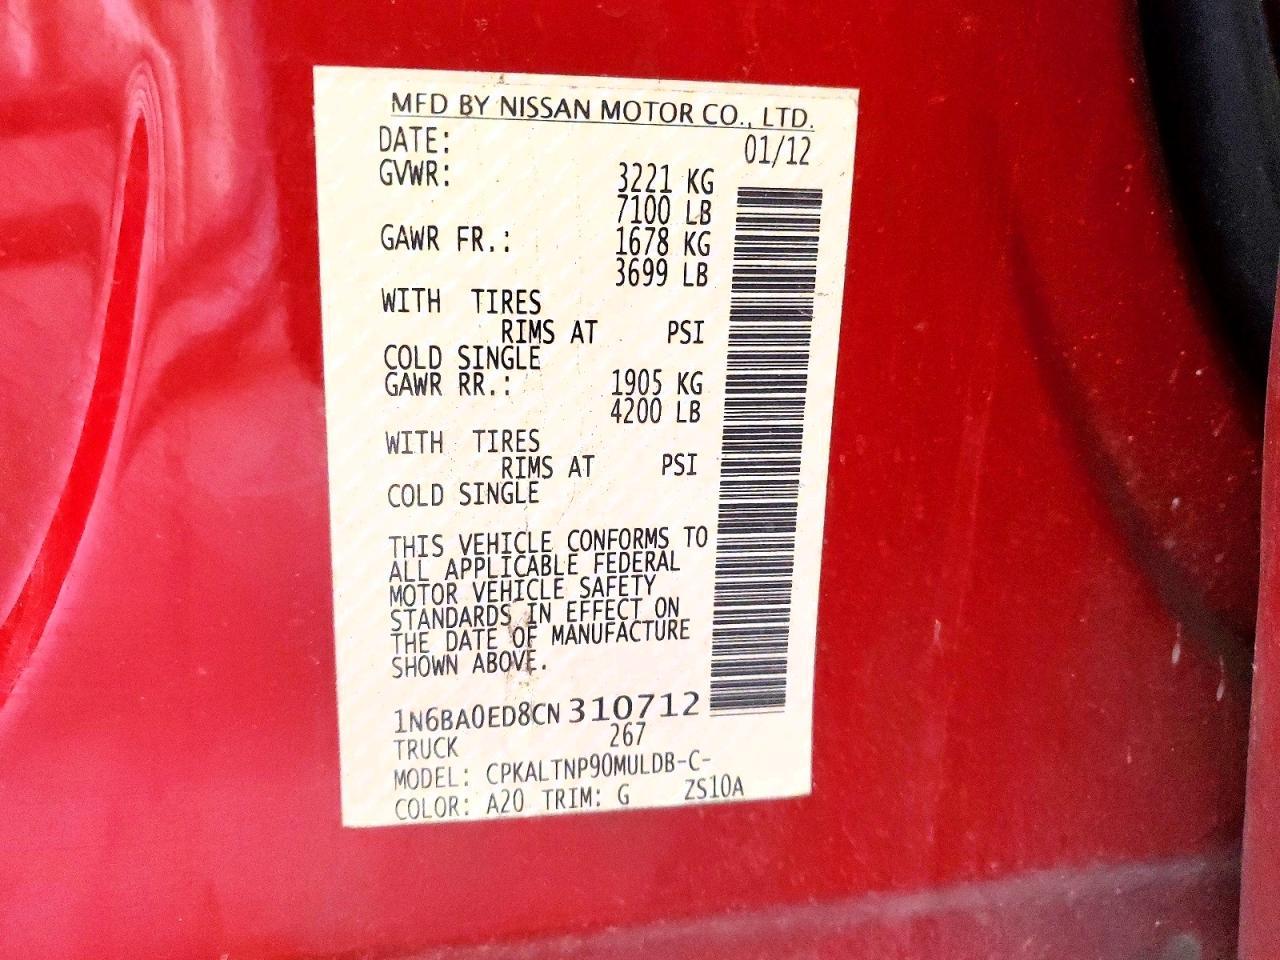 MFD BY NISSAN MOTOR CO., LTD.
DATE: 01/12
GVWR: 3221 KG
7100 LB
GAWR FR.: 1678 KG
3699 LB
WITH TIRES
RIMS AT PSI
COLD SINGLE
GAWR RR.: 1905 KG
4200 LB
WITH TIRES
RIMS AT PSI
COLD SINGLE
THIS VEHICLE CONFORMS TO
ALL APPLICABLE FEDERAL
MOTOR VEHICLE SAFETY
STANDARDS IN EFFECT ON
THE DATE OF MANUFACTURE
SHOWN ABOVE.
1N6BA0ED8CN310712
TRUCK 267
MODEL: CPKALTNP90MULDB-C-
COLOR: A20 TRIM: G ZS10A